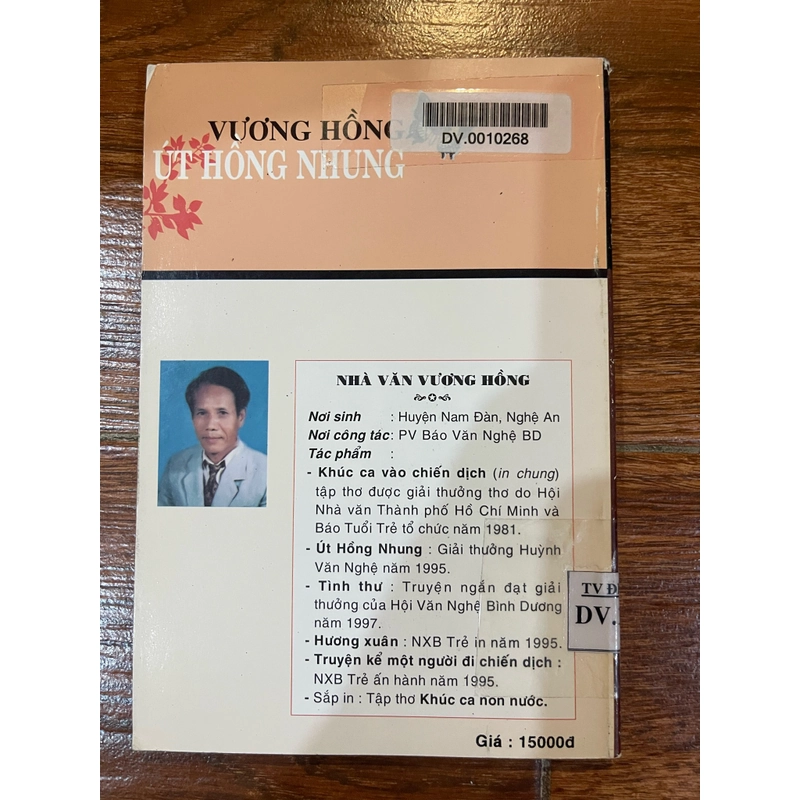 VƯƠNG HỒNG
DV.0010268
ÚT HỒNG NHUNG
NHÀ VĂN VƯƠNG HỒNG
Nơi sinh : Huyện Nam Đàn, Nghệ An
Nơi công tác : PV Báo Văn Nghệ BD
Tác phẩm :
- Khúc ca vào chiến dịch (in chung)
tập thơ được giải thưởng thơ do Hội
Nhà văn Thành phố Hồ Chí Minh và
Báo Tuổi Trẻ tổ chức năm 1981.
- Út Hồng Nhung : Giải thưởng Huỳnh
Văn Nghệ năm 1995.
- Tình thư : Truyện ngắn đạt giải
thưởng của Hội Văn Nghệ Bình Dương
năm 1997.
- Hương xuân : NXB Trẻ in năm 1995.
- Truyện kể một người đi chiến dịch :
NXB Trẻ ấn hành năm 1995.
- Sắp in : Tập thơ Khúc ca non nước.
TV Đ
DV.
Giá : 15000đ